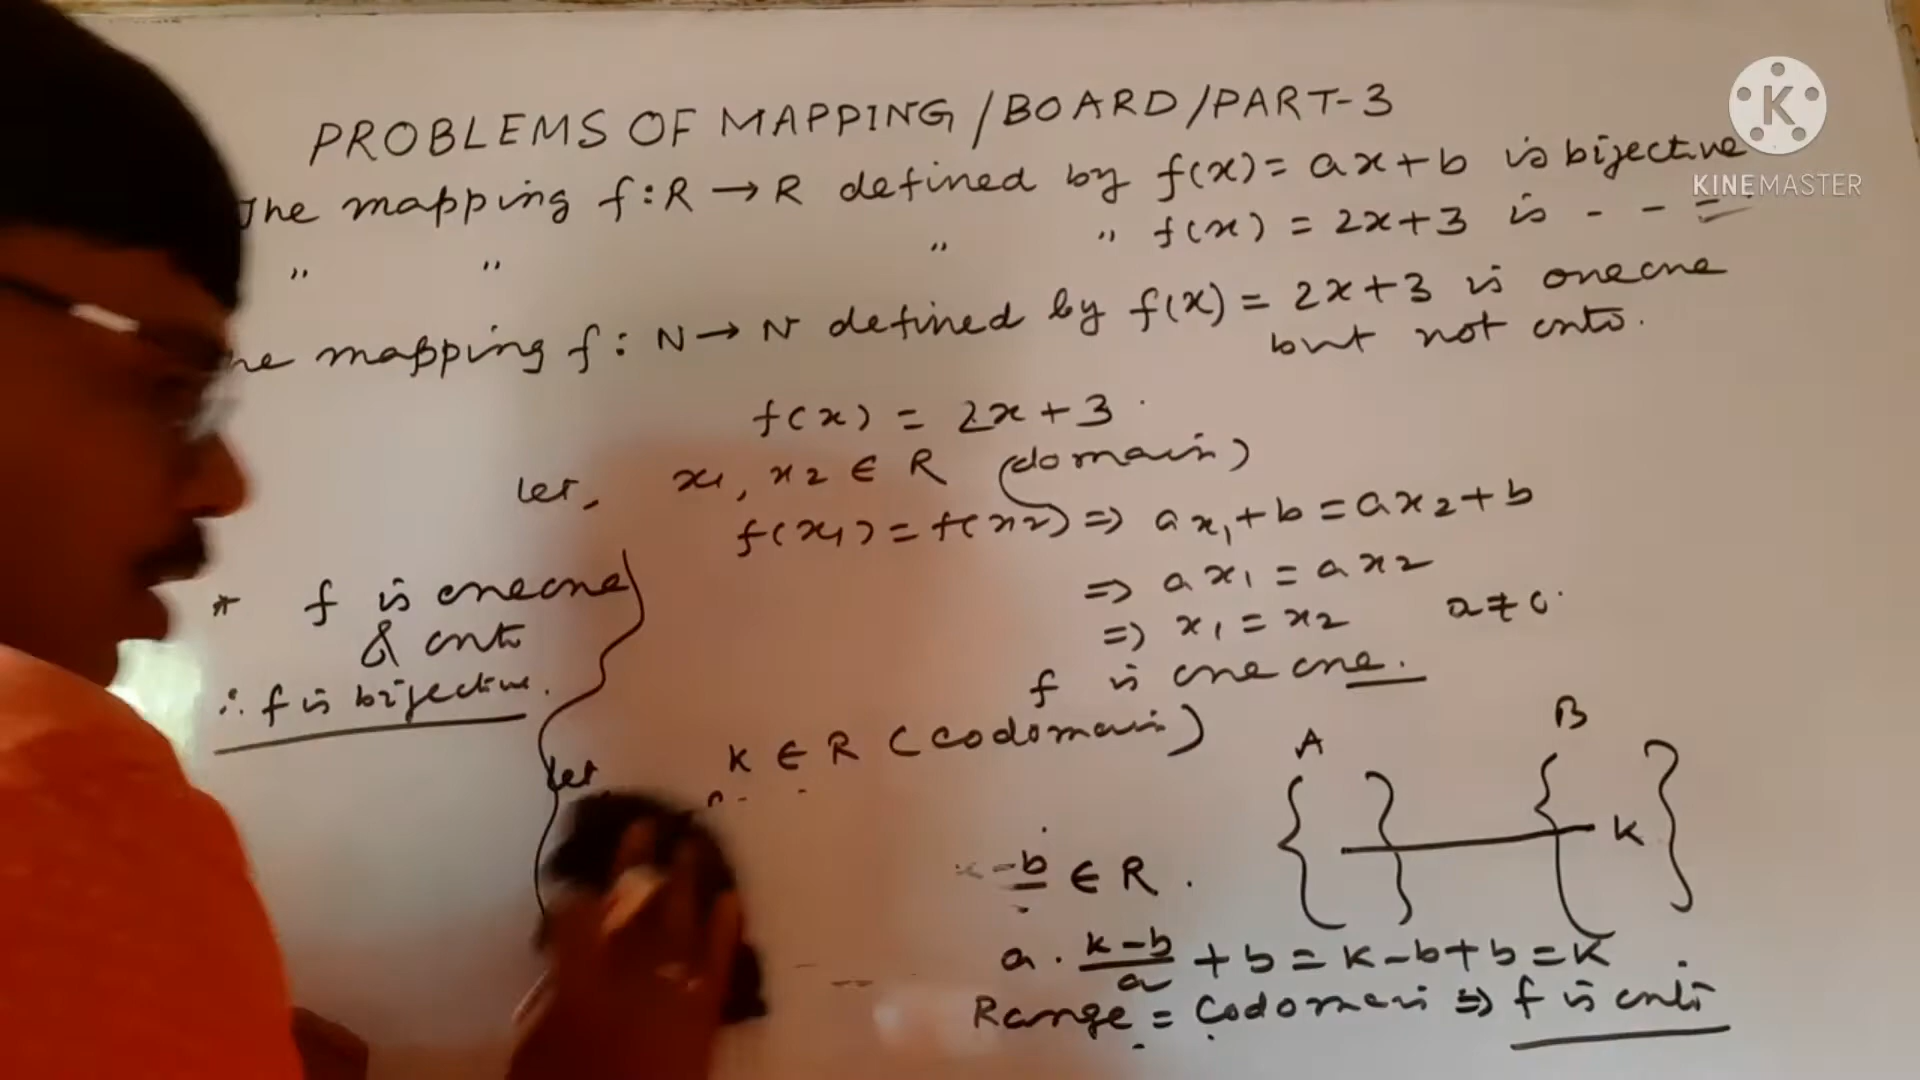 PROBLEMS OF MAPPING/BOARD/PART-3
The mapping f:R→R defined by f(x)=ax+b is bijective
" " " " f(x) = 2x+3 is - - = .
he mapping f:N→N defined by f(x) = 2x+3 is oneone
but not onto.
f(x) = 2x+3
let, x1, x2 ∈ R (domain)
f(x1)=f(x2) ⇒ ax1+b=ax2+b
⇒ ax1=ax2
⇒ x1=x2 a≠0.
f is one one.
* f is oneone
& onto
∴ f is bijective.
let k ∈ R (codomain)
A B
K
-b ∈ R.
a. k-b/a +b=k-b+b=k
Range = Codomain ⇒ f is onto
K
KINEMASTER